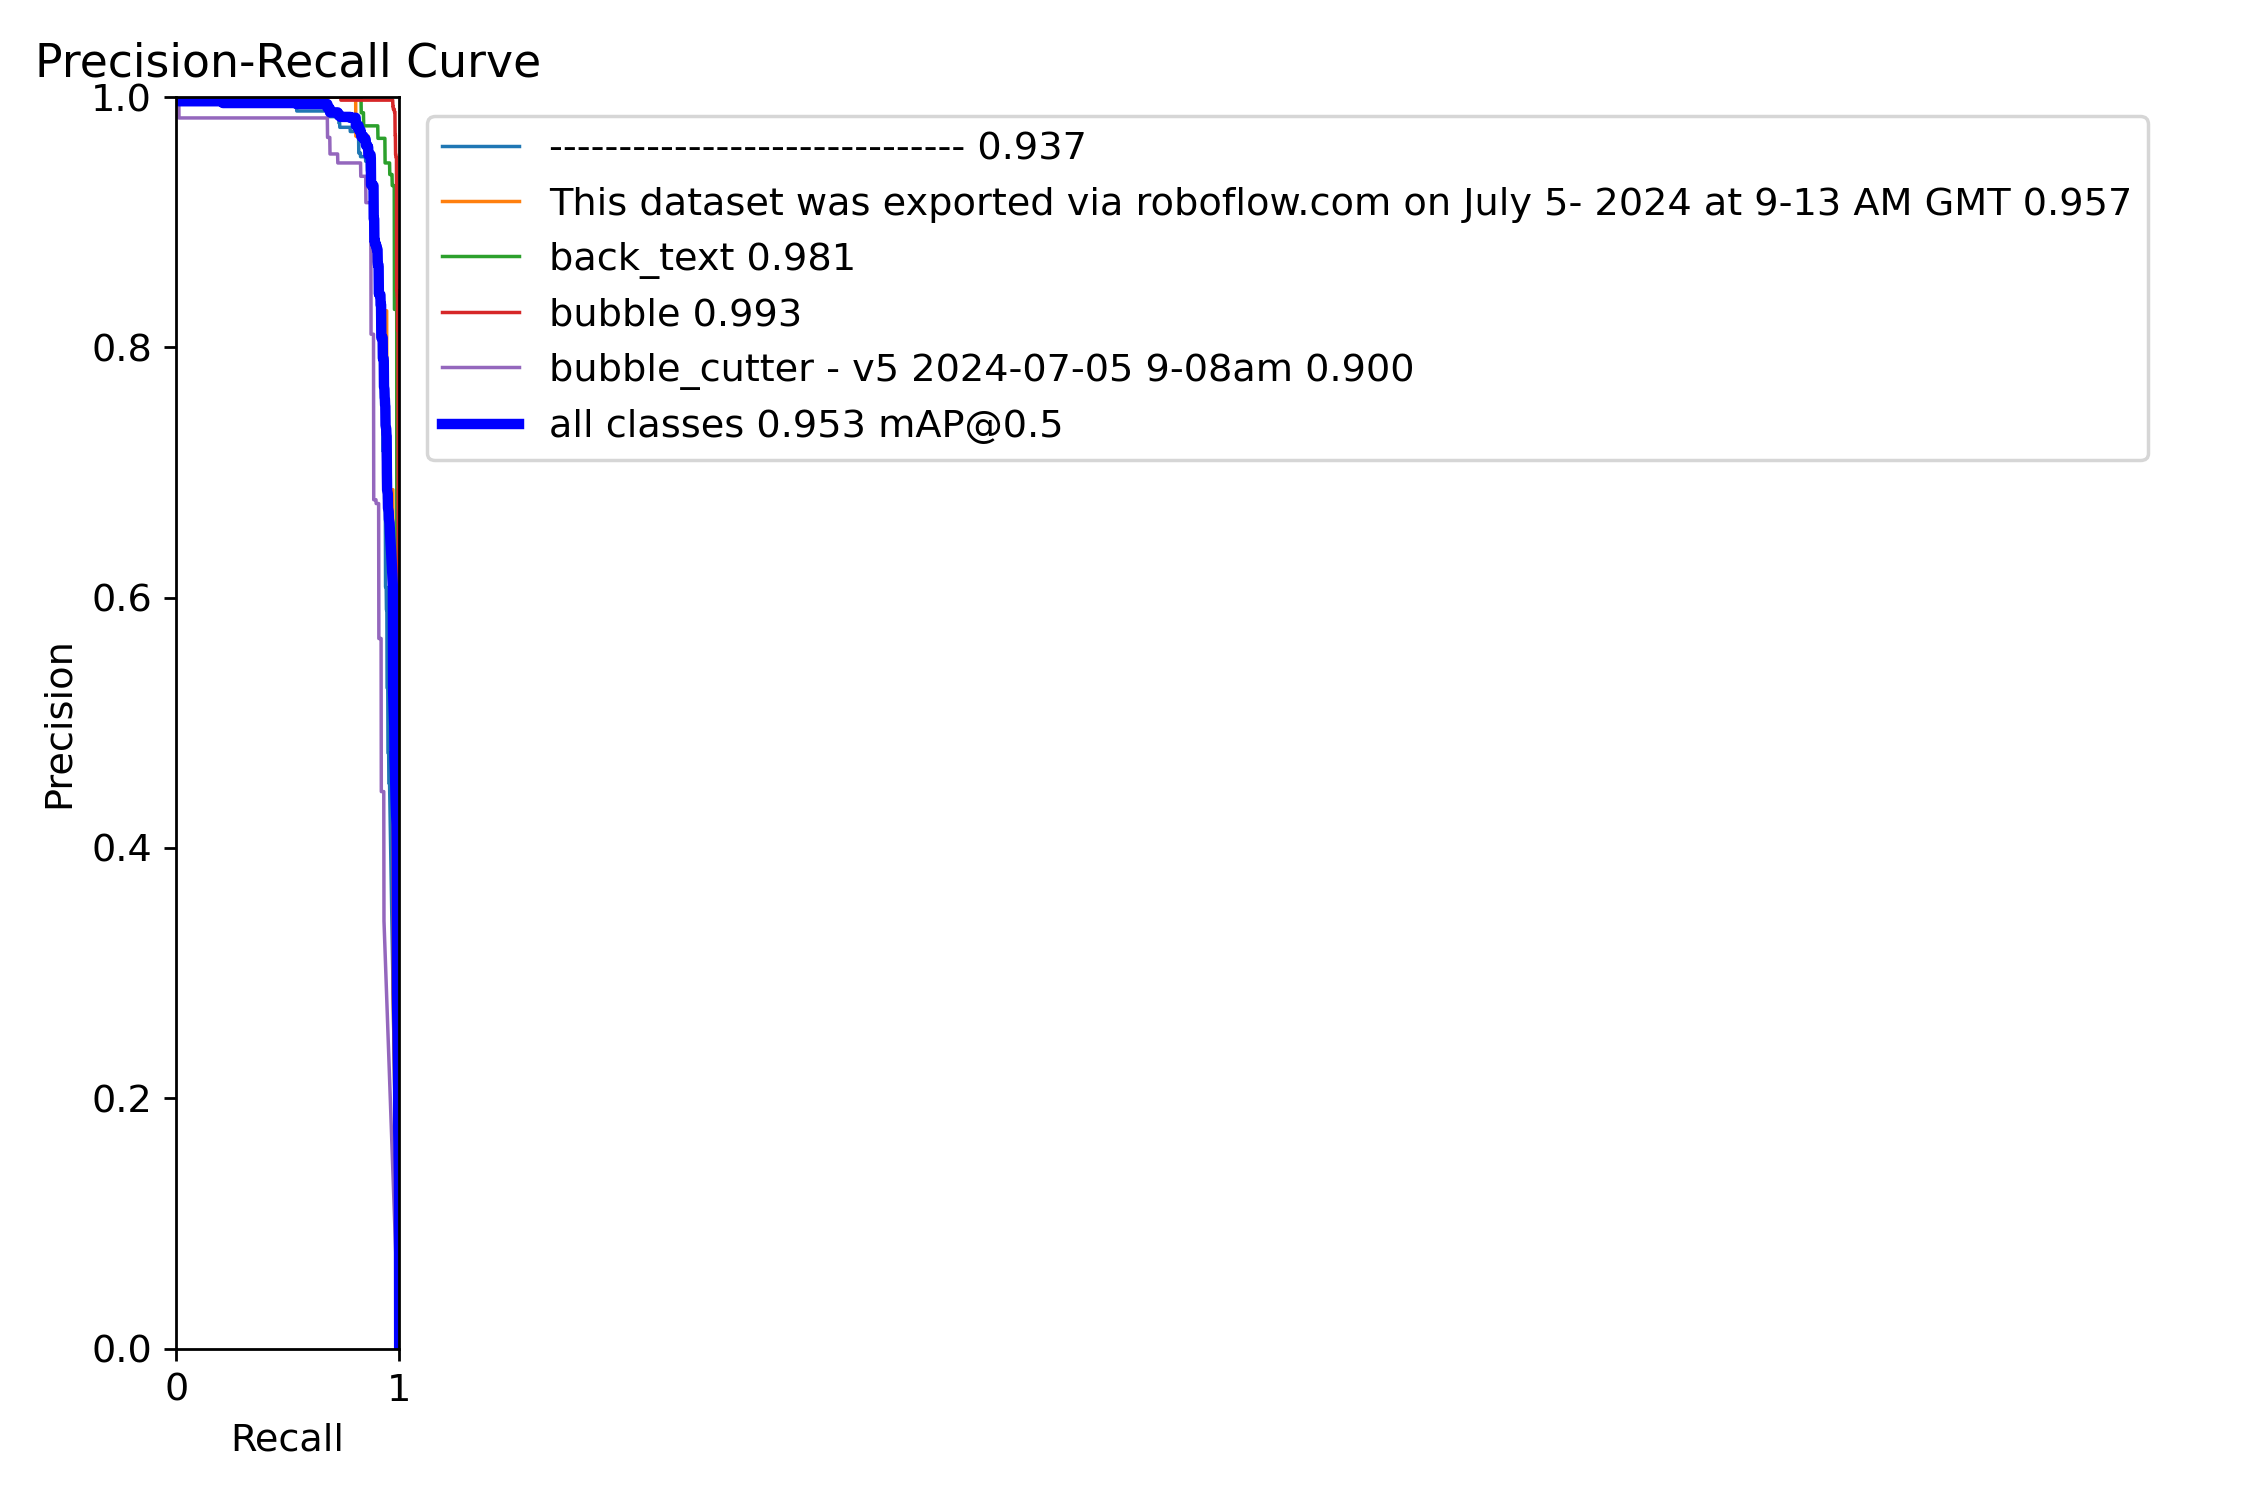 Precision-Recall Curve
1.0
0.8
0.6
0.4
0.2
0.0
Precision
0
1
Recall
------------------------------ 0.937
This dataset was exported via roboflow.com on July 5- 2024 at 9-13 AM GMT 0.957
back_text 0.981
bubble 0.993
bubble_cutter - v5 2024-07-05 9-08am 0.900
all classes 0.953 mAP@0.5